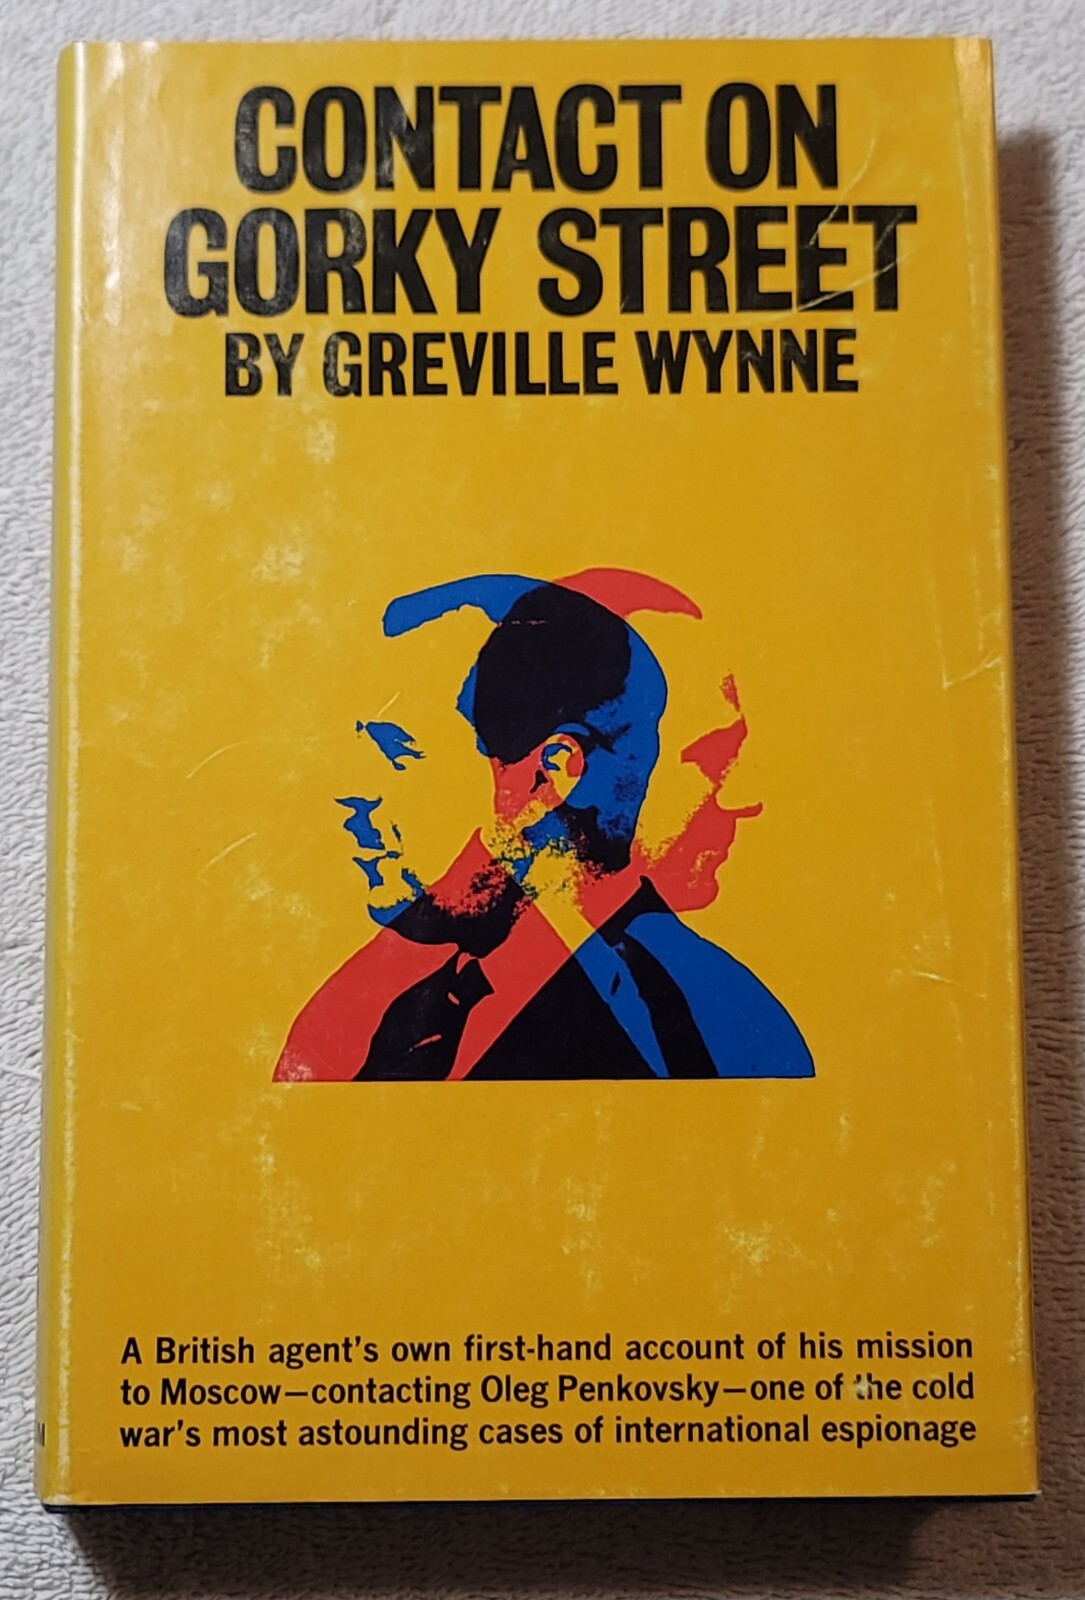 CONTACT ON
GORKY STREET
BY GREVILLE WYNNE
A British agent's own first-hand account of his mission
to Moscow—contacting Oleg Penkovsky—one of the cold
war's most astounding cases of international espionage